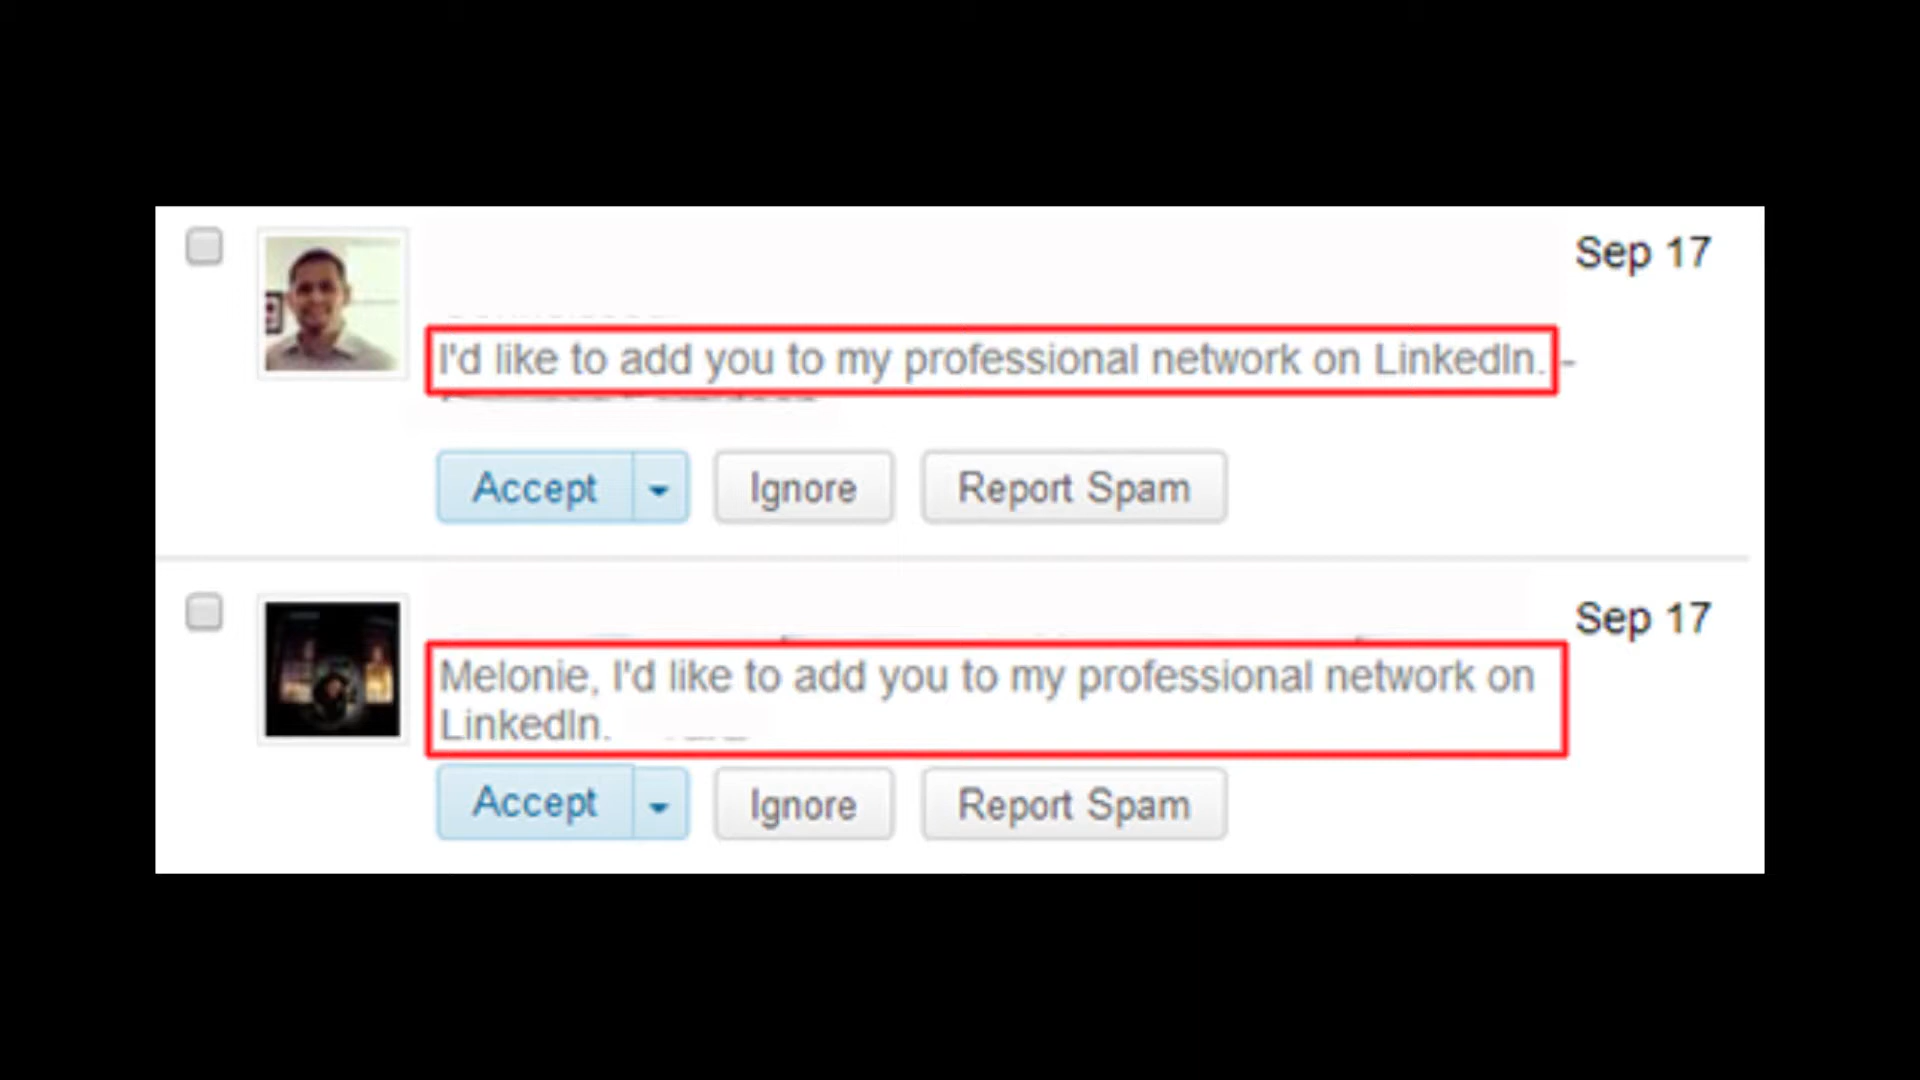 Sep 17
I'd like to add you to my professional network on LinkedIn. -
Accept
Ignore
Report Spam
Sep 17
Melonie, I'd like to add you to my professional network on
LinkedIn.
Accept
Ignore
Report Spam